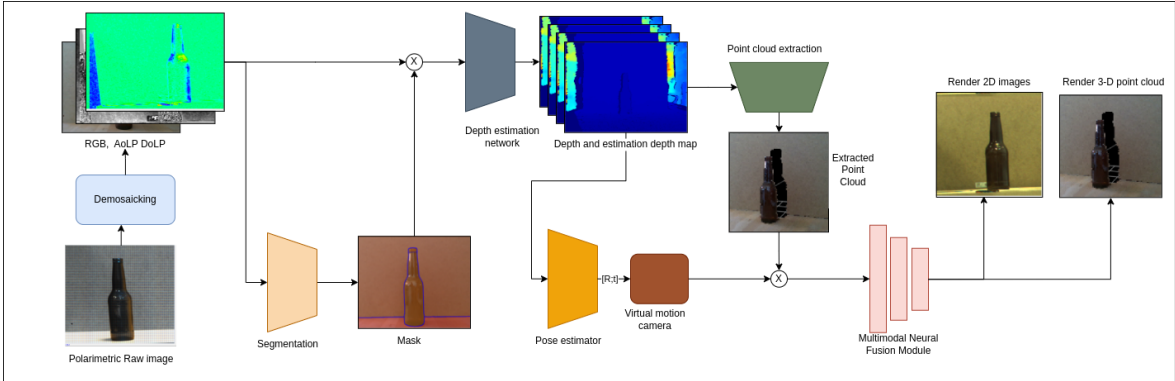 RGB, AoLP DoLP
Demosaicking
Polarimetric Raw image
Segmentation
Mask
X
Depth estimation
network
Depth and estimation depth map
Point cloud extraction
Extracted
Point
Cloud
Pose estimator
[R;t]
Virtual motion
camera
X
Multimodal Neural
Fusion Module
Render 2D images
Render 3-D point cloud